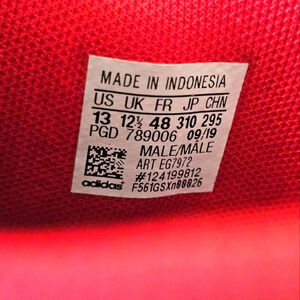 MADE IN INDONESIA
US UK FR JP CHN
13 12½ 48 310 295
PGD 789006 09/19
MALE/MÂLE
ART EG7972
#124199812
adidas F561GSXn00026